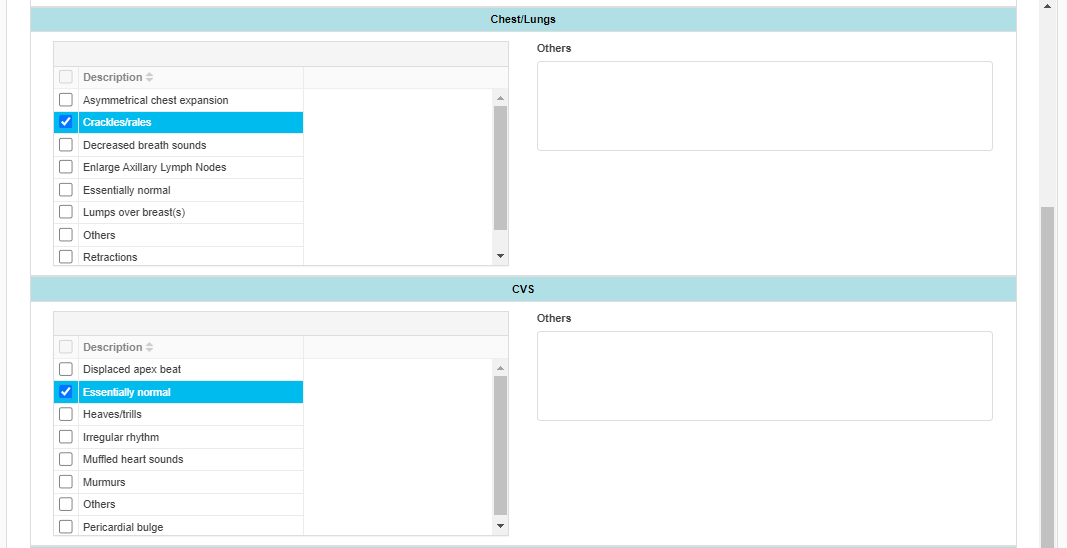 Chest/Lungs
Others
Description
Asymmetrical chest expansion
Crackles/rales
Decreased breath sounds
Enlarge Axillary Lymph Nodes
Essentially normal
Lumps over breast(s)
Others
Retractions
CVS
Others
Description
Displaced apex beat
Essentially normal
Heaves/trills
Irregular rhythm
Muffled heart sounds
Murmurs
Others
Pericardial bulge